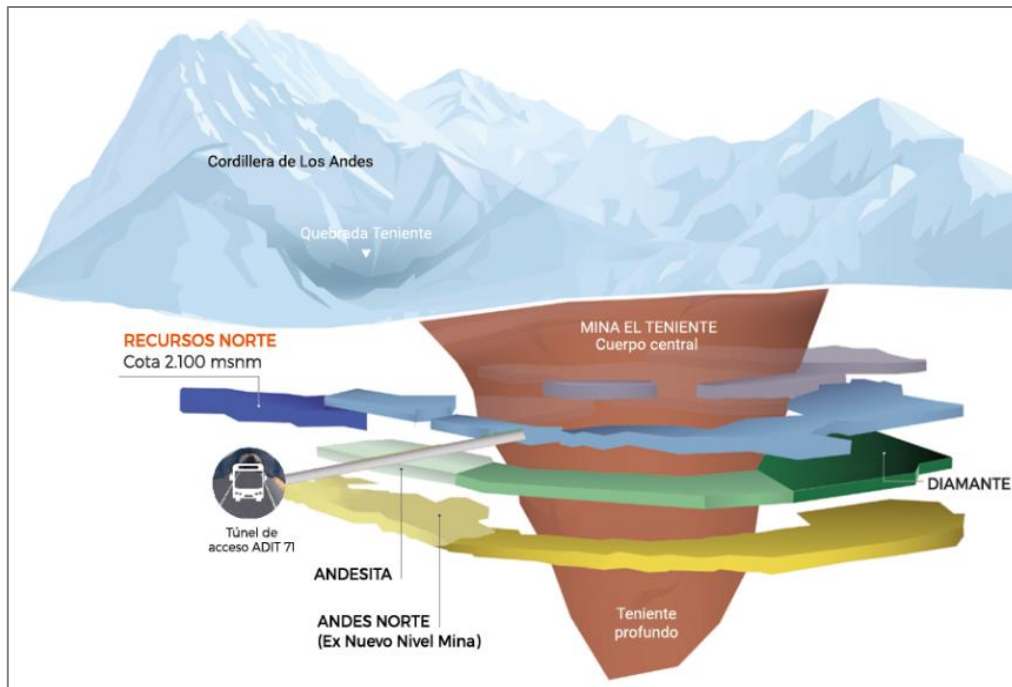 Cordillera de Los Andes
Quebrada Teniente
MINA EL TENIENTE
Cuerpo central
RECURSOS NORTE
Cota 2.100 msnm
DIAMANTE
Túnel de
acceso ADIT 71
ANDESITA
ANDES NORTE
(Ex Nuevo Nivel Mina)
Teniente
profundo